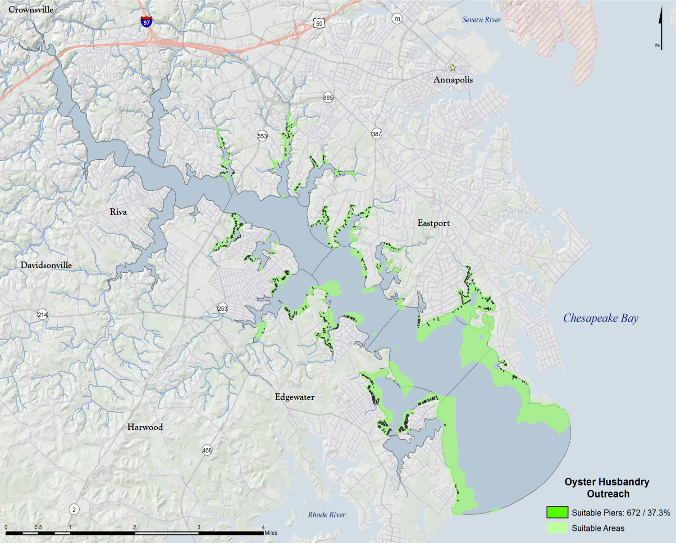 Crownsville
97
50
70
Severn River
N
Annapolis
665
553
387
Riva
Eastport
Davidsonville
214
253
Chesapeake Bay
Edgewater
Harwood
468
2
Rhode River
Oyster Husbandry
Outreach
Suitable Piers: 672 / 37.3%
Suitable Areas
0 0.5 1 2 3 4
Miles